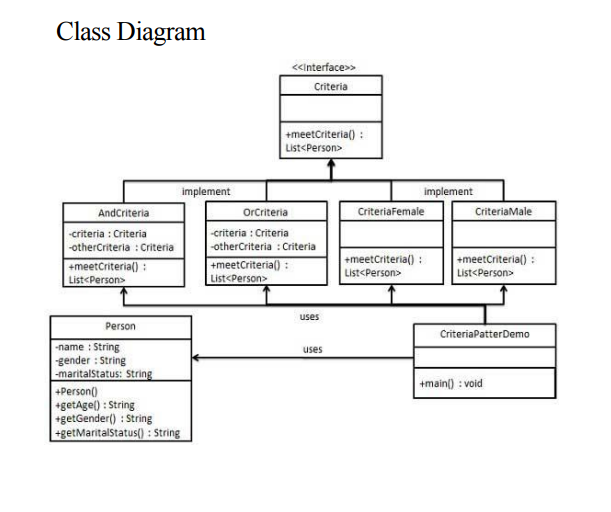 Class Diagram
<<Interface>>
Criteria
+meetCriteria() :
List<Person>
implement
implement
AndCriteria
-criteria : Criteria
-otherCriteria : Criteria
+meetCriteria() :
List<Person>
OrCriteria
-criteria : Criteria
-otherCriteria : Criteria
+meetCriteria() :
List<Person>
CriteriaFemale
+meetCriteria() :
List<Person>
CriteriaMale
+meetCriteria() :
List<Person>
uses
Person
-name : String
-gender : String
-maritalStatus: String
+Person()
+getAge() : String
+getGender() : String
+getMaritalStatus() : String
uses
CriteriaPatterDemo
+main() : void